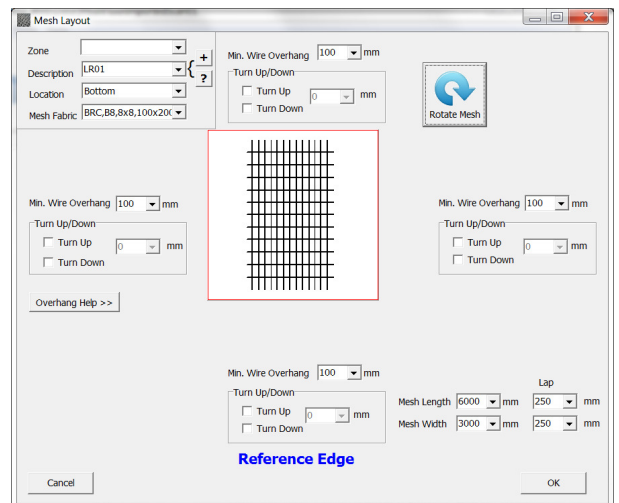 Mesh Layout
Zone
Description LR01 { +
?
Location Bottom
Mesh Fabric BRC,B8,8x8,100x200
Min. Wire Overhang 100 mm
Turn Up/Down
Turn Up 0 mm
Turn Down
Rotate Mesh
Min. Wire Overhang 100 mm
Turn Up/Down
Turn Up 0 mm
Turn Down
Overhang Help >>
Min. Wire Overhang 100 mm
Turn Up/Down
Turn Up 0 mm
Turn Down
Min. Wire Overhang 100 mm
Turn Up/Down
Turn Up 0 mm
Turn Down
Reference Edge
Lap
Mesh Length 6000 mm 250 mm
Mesh Width 3000 mm 250 mm
Cancel
OK